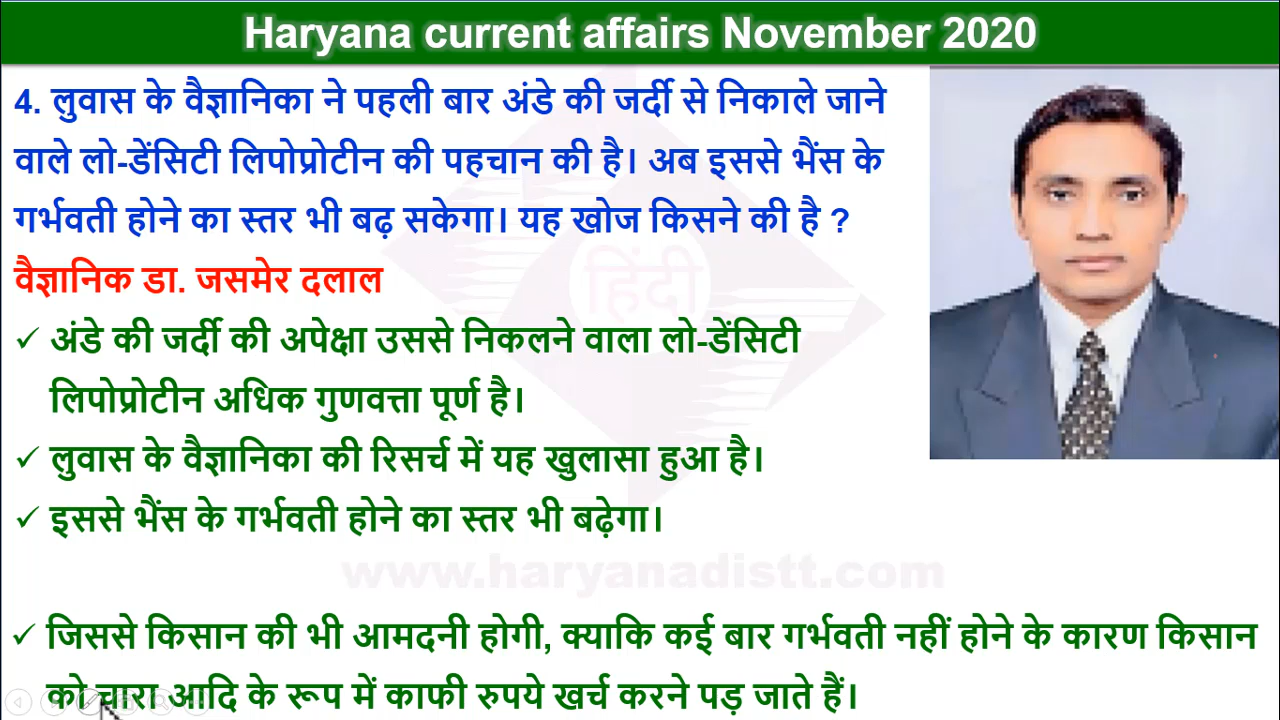 Haryana current affairs November 2020
4. लुवास के वैज्ञानिका ने पहली बार अंडे की जर्दी से निकाले जाने
वाले लो-डेंसिटी लिपोप्रोटीन की पहचान की है। अब इससे भैंस के
गर्भवती होने का स्तर भी बढ़ सकेगा। यह खोज किसने की है ?
वैज्ञानिक डा. जसमेर दलाल
✓ अंडे की जर्दी की अपेक्षा उससे निकलने वाला लो-डेंसिटी
लिपोप्रोटीन अधिक गुणवत्ता पूर्ण है।
✓ लुवास के वैज्ञानिका की रिसर्च में यह खुलासा हुआ है।
✓ इससे भैंस के गर्भवती होने का स्तर भी बढ़ेगा।
हिंदी
www.haryanadistt.com
✓ जिससे किसान की भी आमदनी होगी, क्याकि कई बार गर्भवती नहीं होने के कारण किसान
को चारा आदि के रूप में काफी रुपये खर्च करने पड़ जाते हैं।